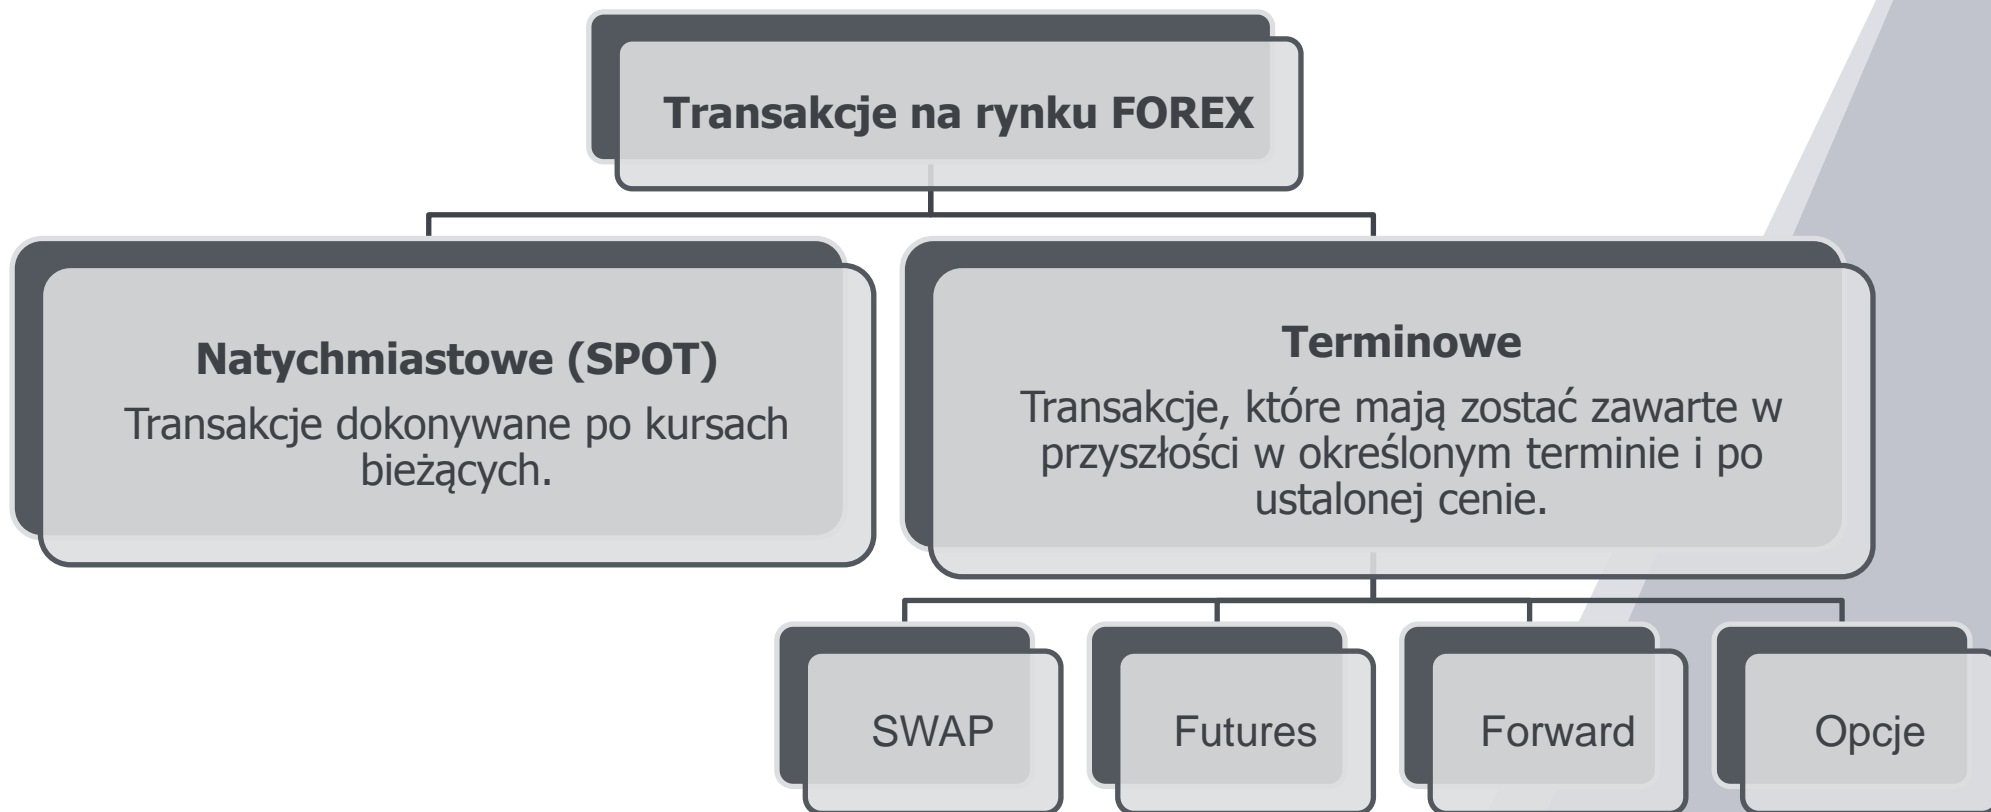 Transakcje na rynku FOREX
Natychmiastowe (SPOT)
Transakcje dokonywane po kursach
bieżących.
Terminowe
Transakcje, które mają zostać zawarte w
przyszłości w określonym terminie i po
ustalonej cenie.
SWAP
Futures
Forward
Opcje